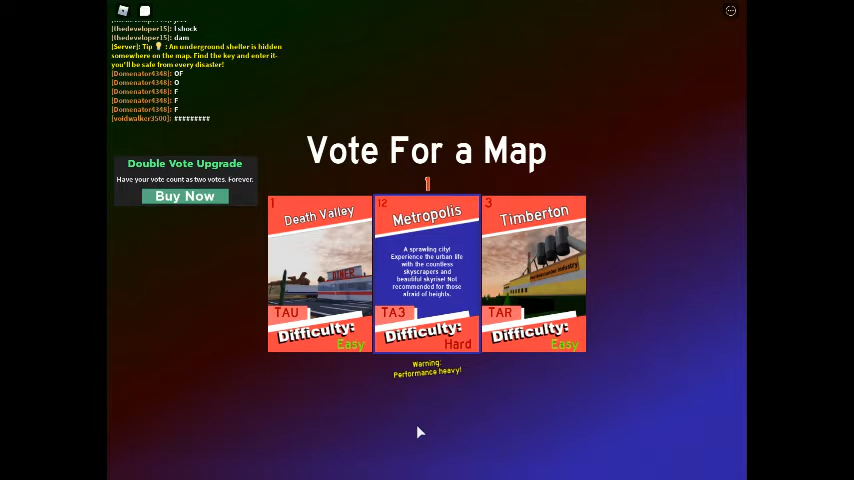 [thedeveloper15]: !shock
[thedeveloper15]: dam
[Server]: Tip 💡 : An underground shelter is hidden
somewhere on the map. Find the key and enter it-
you'll be safe from every disaster!
[Domenator4348]: OF
[Domenator4348]: O
[Domenator4348]: F
[Domenator4348]: F
[Domenator4348]: F
[voidwalker3500]: #########
Vote For a Map
1
Double Vote Upgrade
Have your vote count as two votes. Forever.
Buy Now
1
Death Valley
DINER
TAU
Difficulty:
Easy
12
Metropolis
A sprawling city!
Experience the urban life
with the countless
skyscrapers and
beautiful skyrise! Not
recommended for those
afraid of heights.
TA3
Difficulty:
Hard
3
Timberton
TAR
Difficulty:
Easy
Warning:
Performance heavy!